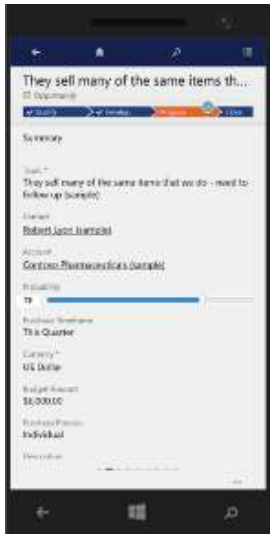 They sell many of the same items th...
Opportunity
Qualify
Develop
Propose
Close
Summary
Topic *
They sell many of the same items that we do - need to
follow up (sample)
Contact
Robert Lyon (sample)
Account
Contoso Pharmaceuticals (sample)
Probability
78
Purchase Timeframe
This Quarter
Currency *
US Dollar
Budget Amount
$6,000.00
Purchase Process
Individual
Description